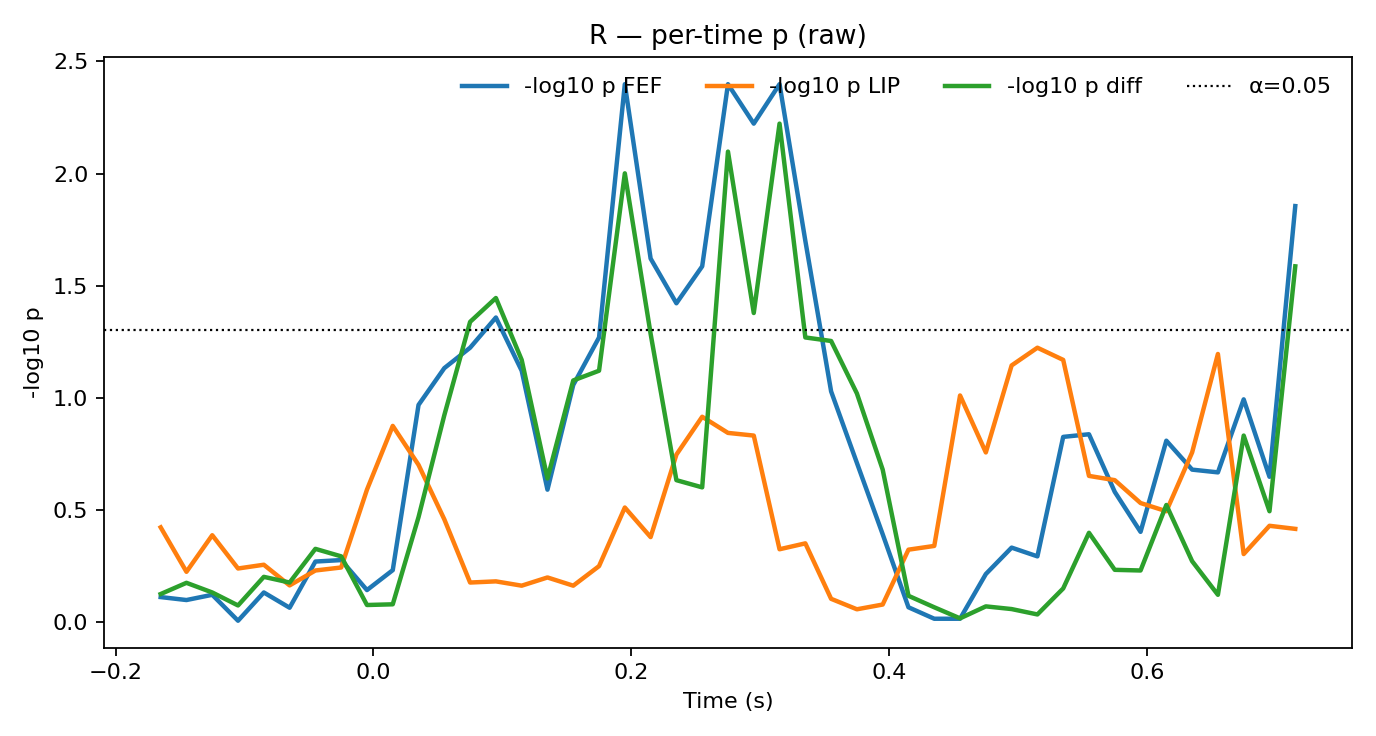 R — per-time p (raw)
-log10 p FEF -log10 p LIP -log10 p diff α=0.05
2.5
2.0
1.5
1.0
0.5
0.0
-log10 p
−0.2 0.0 0.2 0.4 0.6
Time (s)